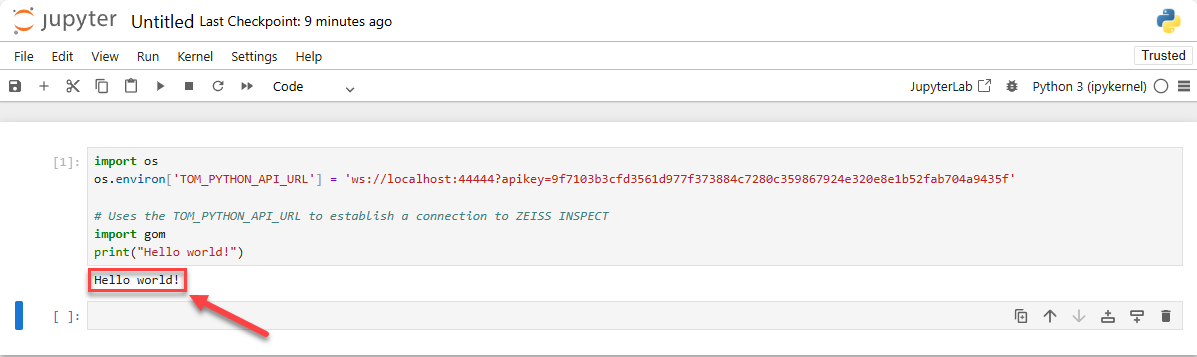 jupyter Untitled Last Checkpoint: 9 minutes ago
File Edit View Run Kernel Settings Help Trusted
Code JupyterLab Python 3 (ipykernel)
[1]: import os
os.environ['TOM_PYTHON_API_URL'] = 'ws://localhost:44444?apikey=9f7103b3cfd3561d977f373884c7280c359867924e320e8e1b52fab704a9435f'
# Uses the TOM_PYTHON_API_URL to establish a connection to ZEISS INSPECT
import gom
print("Hello world!")
Hello world!
[ ]: